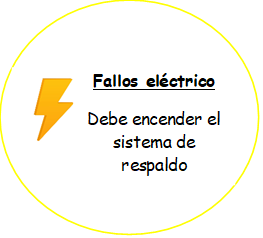 Fallos eléctrico
Debe encender el
sistema de
respaldo